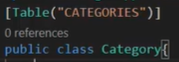 [Table("CATEGORIES")]
0 references
public class Category{